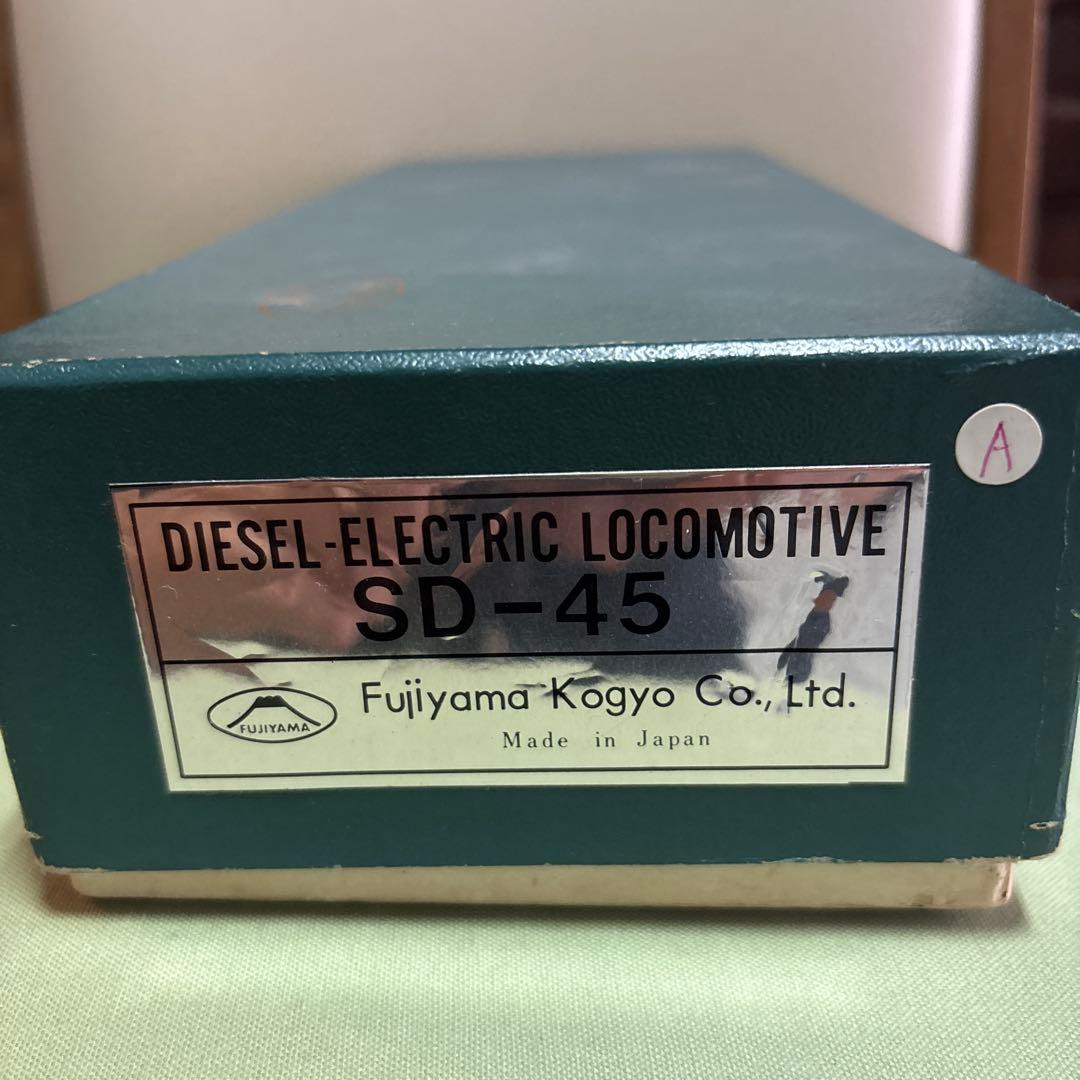 A
DIESEL-ELECTRIC LOCOMOTIVE
SD-45
FUJIYAMA
Fujiyama Kogyo Co., Ltd.
Made in Japan